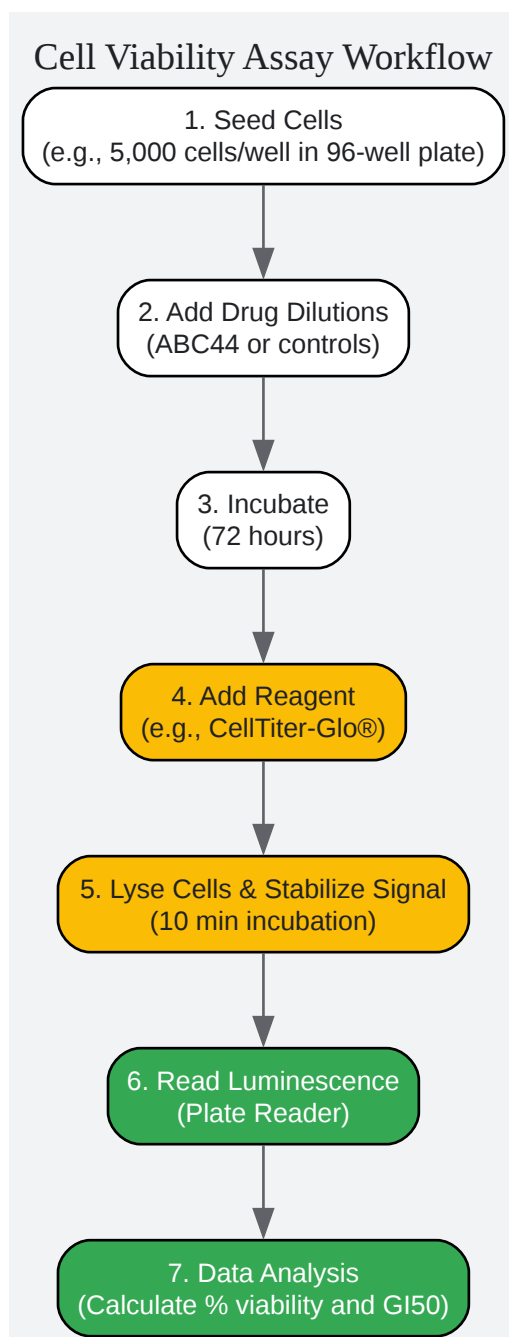 Cell Viability Assay Workflow
1. Seed Cells
(e.g., 5,000 cells/well in 96-well plate)
2. Add Drug Dilutions
(ABC44 or controls)
3. Incubate
(72 hours)
4. Add Reagent
(e.g., CellTiter-Glo®)
5. Lyse Cells & Stabilize Signal
(10 min incubation)
6. Read Luminescence
(Plate Reader)
7. Data Analysis
(Calculate % viability and GI50)